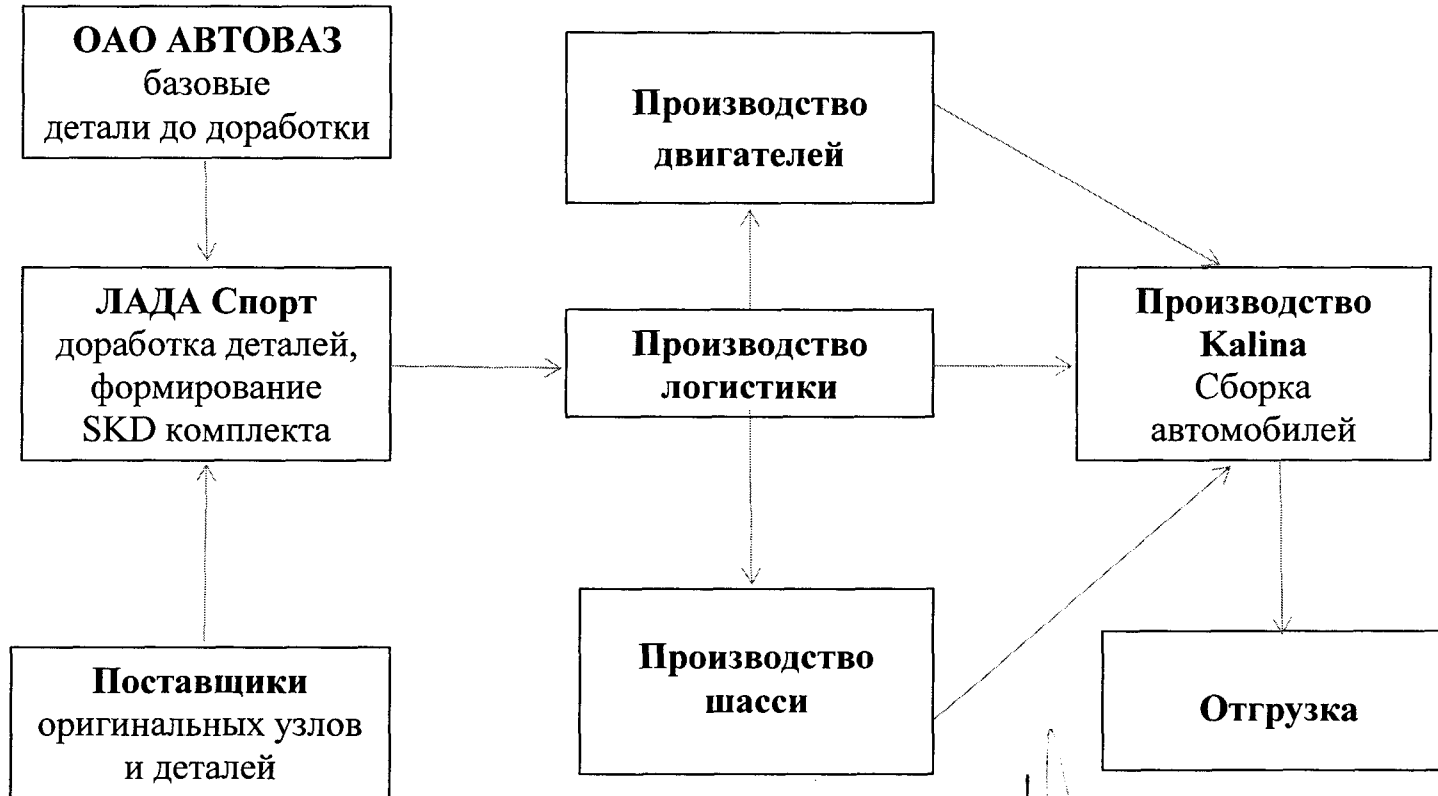 ОАО АВТОВАЗ
базовые
детали до доработки
ЛАДА Спорт
доработка деталей,
формирование
SKD комплекта
Поставщики
оригинальных узлов
и деталей
Производство
двигателей
Производство
логистики
Производство
шасси
Производство
Kalina
Сборка
автомобилей
Отгрузка